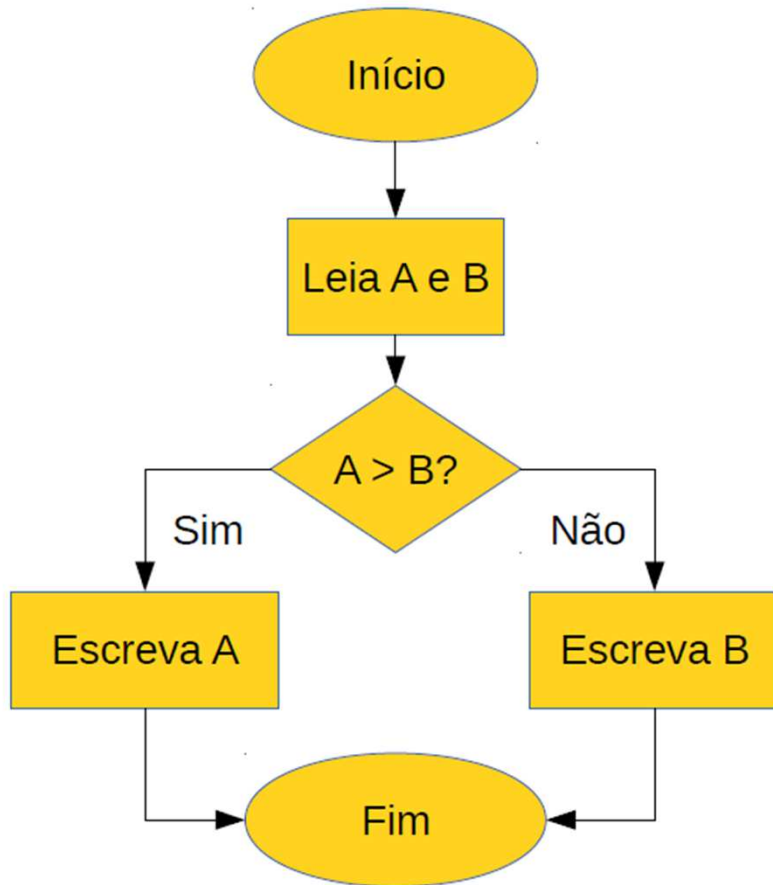 Início
Leia A e B
A > B?
Sim
Não
Escreva A
Escreva B
Fim